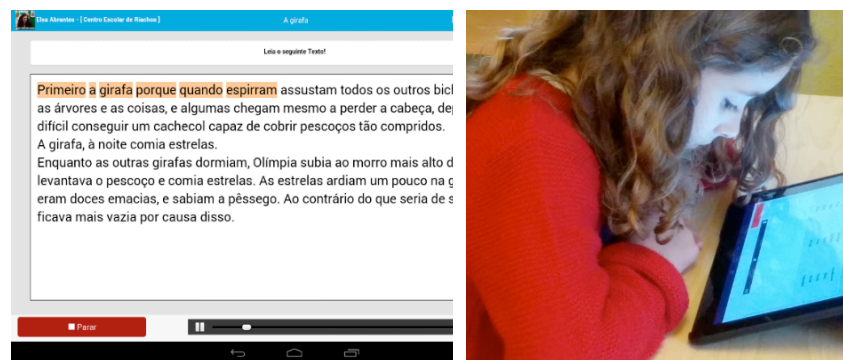 Elsa Abrantes - [ Centro Escolar de Riachos ]
A girafa
Leia o seguinte Texto!
Primeiro a girafa porque quando espirram assustam todos os outros bicl
as árvores e as coisas, e algumas chegam mesmo a perder a cabeça, de
difícil conseguir um cachecol capaz de cobrir pescoços tão compridos.
A girafa, à noite comia estrelas.
Enquanto as outras girafas dormiam, Olímpia subia ao morro mais alto d
levantava o pescoço e comia estrelas. As estrelas ardiam um pouco na g
eram doces emacias, e sabiam a pêssego. Ao contrário do que seria de s
ficava mais vazia por causa disso.
Parar